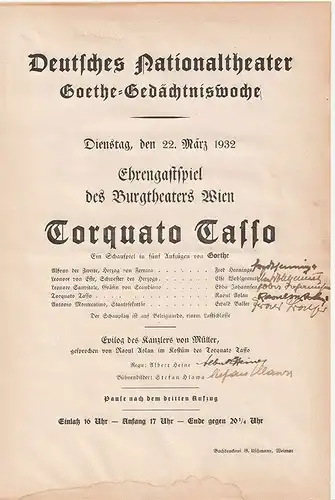 Deutsches Nationaltheater
Goethe-Gedächtniswoche
Dienstag, den 22. März 1932
Ehrengastspiel
des Burgtheaters Wien
Torquato Tasso
Ein Schauspiel in fünf Aufzügen von Goethe
Alfons der Zweite, Herzog von Ferrara . . . . . . . Fred Hennings
Leonore von Este, Schwester des Herzogs . . . . . . Else Wohlgemuth
Leonore Sanvitale, Gräfin von Scandiano . . . . . . Ebba Johannsen
Torquato Tasso . . . . . . . . . . . . Raoul Aslan
Antonio Montecatino, Staatssekretär . . . . . . . Ewald Balser
Der Schauplatz ist auf Belriguardo, einem Lustschlosse
Epilog des Kanzlers von Müller,
gesprochen von Raoul Aslan im Kostüm des Torquato Tasso
Regie: Albert Heine
Bühnenbilder: Stefan Hlawa
Pause nach dem dritten Aufzug
Einlaß 16 Uhr — Anfang 17 Uhr — Ende gegen 20¼ Uhr
Buchdruckerei G. Uschmann, Weimar